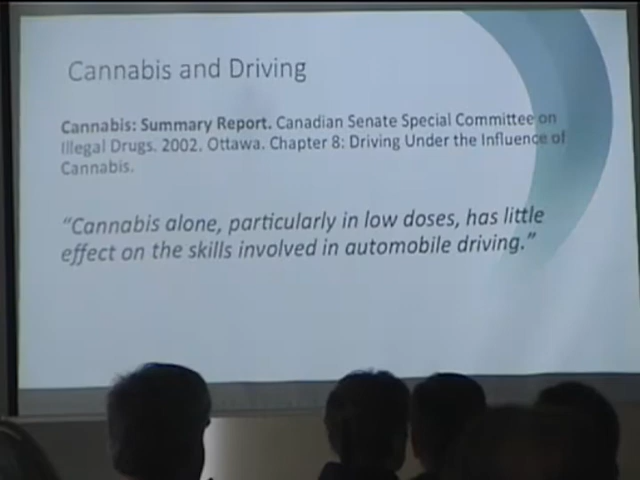 Cannabis and Driving
Cannabis: Summary Report. Canadian Senate Special Committee on
Illegal Drugs. 2002. Ottawa. Chapter 8: Driving Under the Influence of
Cannabis.
“Cannabis alone, particularly in low doses, has little
effect on the skills involved in automobile driving.”